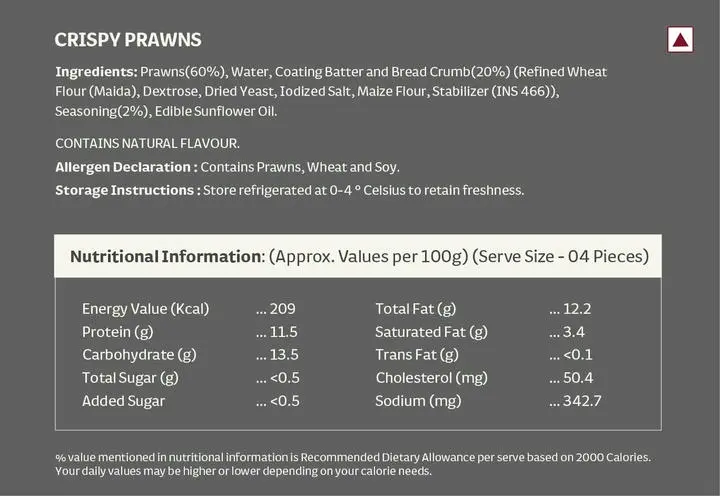 CRISPY PRAWNS
Ingredients: Prawns(60%), Water, Coating Batter and Bread Crumb(20%) (Refined Wheat
Flour (Maida), Dextrose, Dried Yeast, Iodized Salt, Maize Flour, Stabilizer (INS 466)),
Seasoning(2%), Edible Sunflower Oil.
CONTAINS NATURAL FLAVOUR.
Allergen Declaration : Contains Prawns, Wheat and Soy.
Storage Instructions : Store refrigerated at 0-4 ° Celsius to retain freshness.
Nutritional Information: (Approx. Values per 100g) (Serve Size - 04 Pieces)
Energy Value (Kcal) ... 209 Total Fat (g) ... 12.2
Protein (g) ... 11.5 Saturated Fat (g) ... 3.4
Carbohydrate (g) ... 13.5 Trans Fat (g) ... <0.1
Total Sugar (g) ... <0.5 Cholesterol (mg) ... 50.4
Added Sugar ... <0.5 Sodium (mg) ... 342.7
% value mentioned in nutritional information is Recommended Dietary Allowance per serve based on 2000 Calories.
Your daily values may be higher or lower depending on your calorie needs.